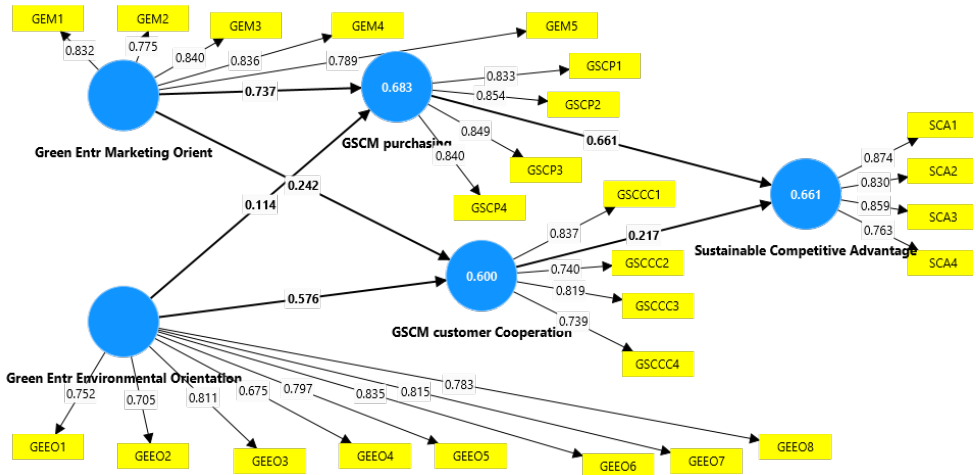 GEM1
GEM2
GEM3
GEM4
GEM5
0.832
0.775
0.840
0.836
0.789
Green Entr Marketing Orient
0.737
0.683
GSCM purchasing
0.833
0.854
0.849
0.840
GSCP1
GSCP2
GSCP3
GSCP4
0.242
0.114
0.661
0.661
Sustainable Competitive Advantage
0.874
0.830
0.859
0.763
SCA1
SCA2
SCA3
SCA4
0.217
0.576
0.600
GSCM customer Cooperation
0.837
0.740
0.819
0.739
GSCCC1
GSCCC2
GSCCC3
GSCCC4
Green Entr Environmental Orientation
0.752
0.705
0.811
0.675
0.797
0.835
0.815
0.783
GEEO1
GEEO2
GEEO3
GEEO4
GEEO5
GEEO6
GEEO7
GEEO8